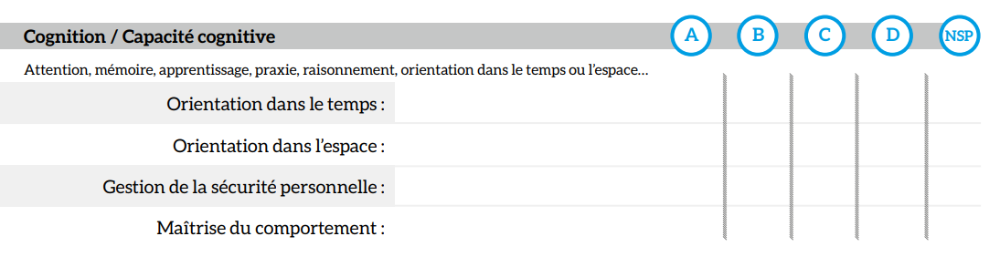 Cognition / Capacité cognitive A B C D NSP
Attention, mémoire, apprentissage, praxie, raisonnement, orientation dans le temps ou l’espace...
Orientation dans le temps :
Orientation dans l’espace :
Gestion de la sécurité personnelle :
Maîtrise du comportement :